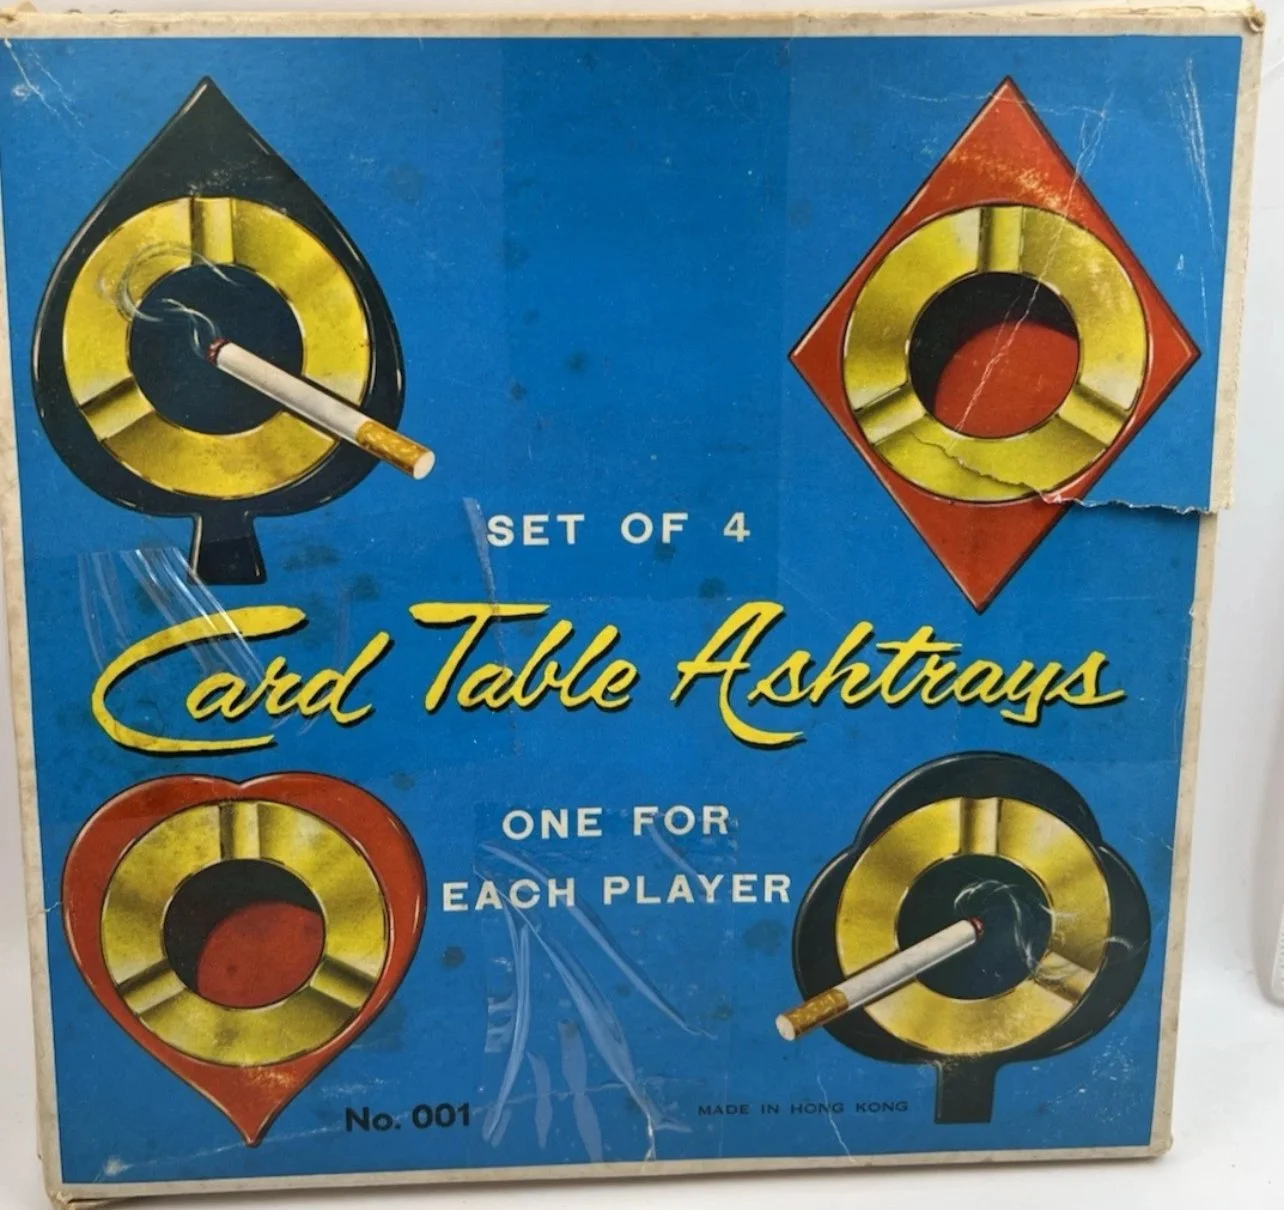 SET OF 4
Card Table Ashtrays
ONE FOR
EACH PLAYER
No. 001
MADE IN HONG KONG